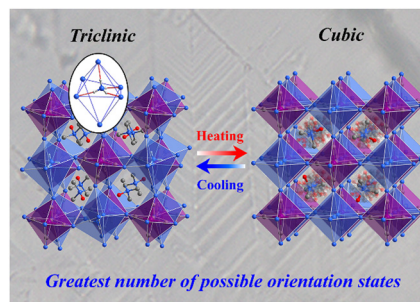 Triclinic
Cubic
Heating
Cooling
Greatest number of possible orientation states